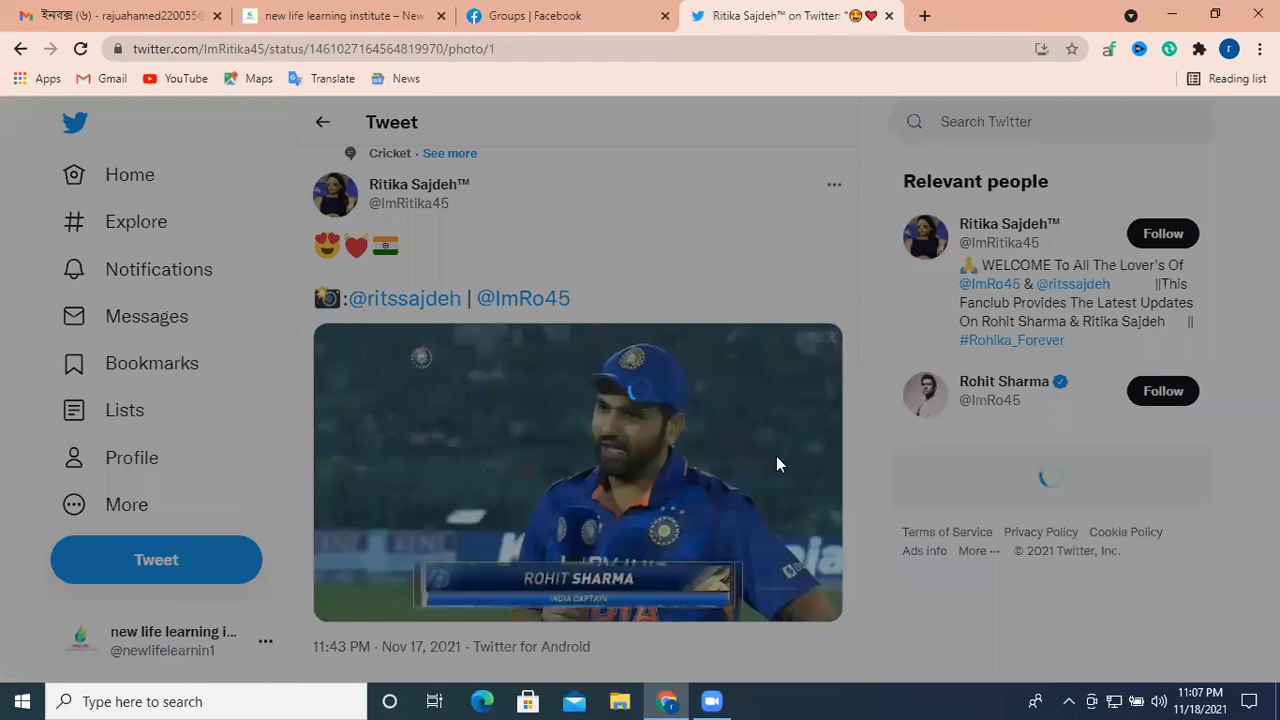 ইনবক্স (৬) - rajuahamed220055@
new life learning institute – New
Groups | Facebook
Ritika Sajdeh™ on Twitter: "😍💓
twitter.com/ImRitika45/status/1461027164564819970/photo/1
Apps
Gmail
YouTube
Maps
Translate
News
Reading list
Home
Explore
Notifications
Messages
Bookmarks
Lists
Profile
More
Tweet
new life learning i...
@newlifelearnin1
Tweet
Cricket · See more
Ritika Sajdeh™
@ImRitika45
😍💓🇮🇳
📸:@ritssajdeh | @ImRo45
ROHIT SHARMA
INDIA CAPTAIN
11:43 PM · Nov 17, 2021 · Twitter for Android
Search Twitter
Relevant people
Ritika Sajdeh™
@ImRitika45
Follow
🙏 WELCOME To All The Lover's Of
@ImRo45 & @ritssajdeh ||This
Fanclub Provides The Latest Updates
On Rohit Sharma & Ritika Sajdeh ||
#Rohika_Forever
Rohit Sharma
@ImRo45
Follow
Terms of Service Privacy Policy Cookie Policy
Ads info More ··· © 2021 Twitter, Inc.
Type here to search
11:07 PM
11/18/2021